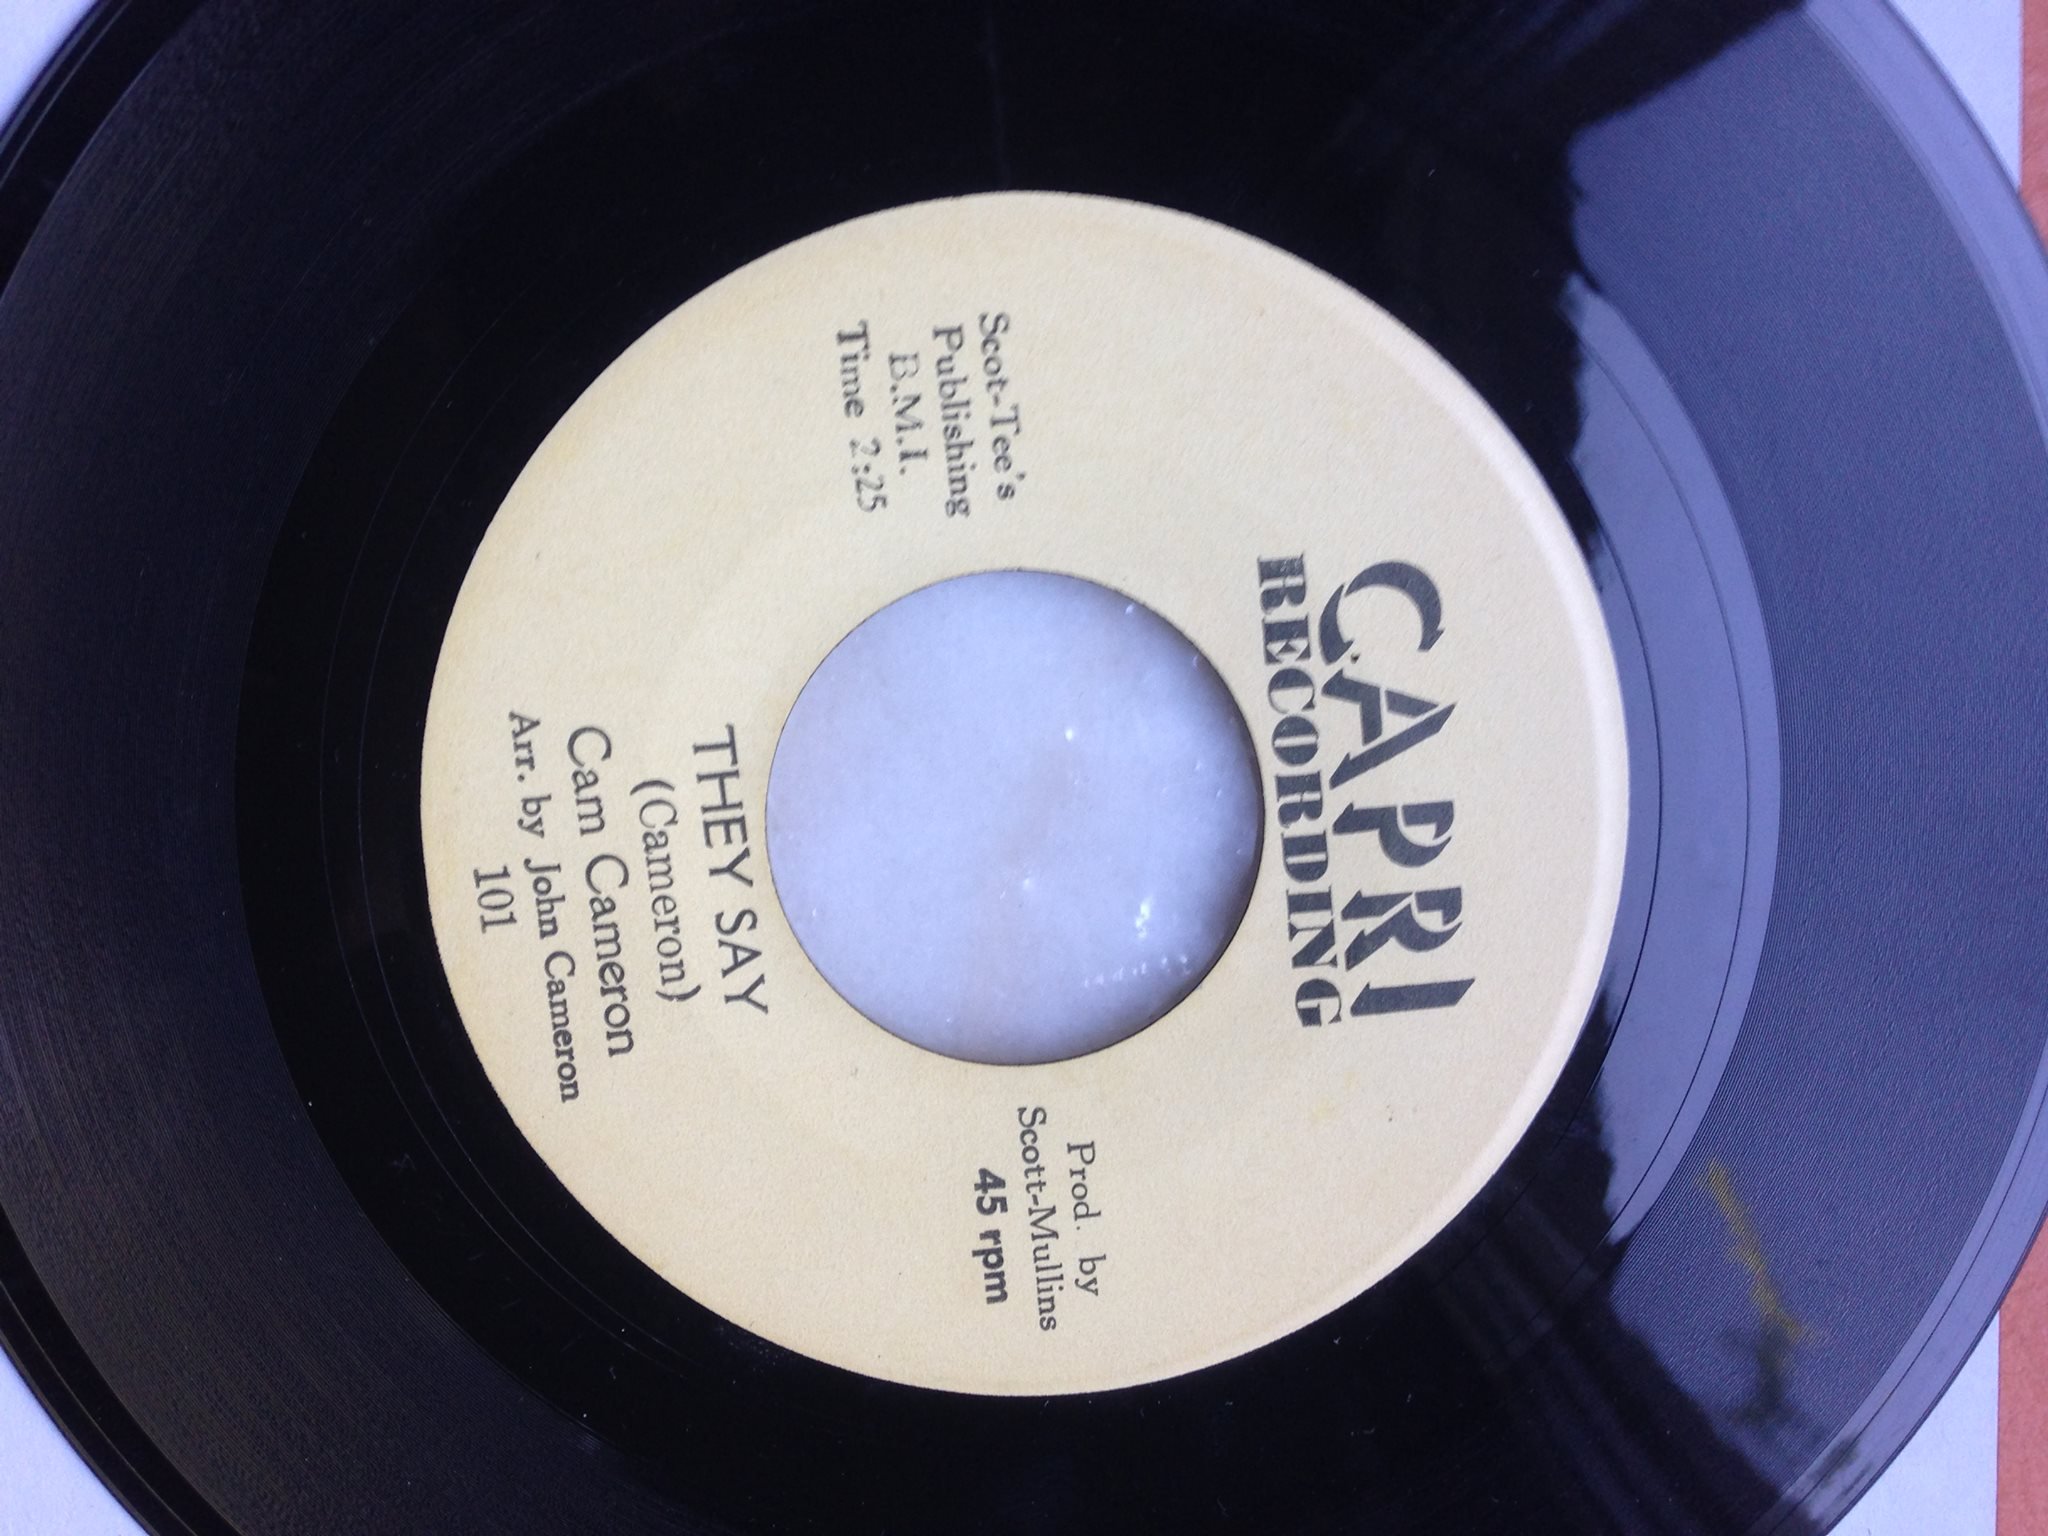 CAPRI
RECORDING
Scot-Tee's
Publishing
B.M.I.
Time 2:25
Prod. by
Scott-Mullins
45 rpm
THEY SAY
(Cameron)
Cam Cameron
Arr. by John Cameron
101